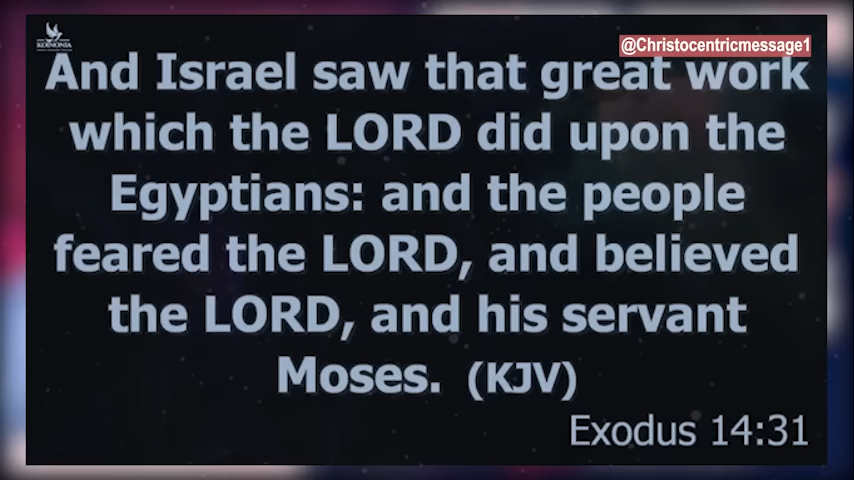 KOINONIA
@Christocentricmessage1
And Israel saw that great work
which the LORD did upon the
Egyptians: and the people
feared the LORD, and believed
the LORD, and his servant
Moses. (KJV)
Exodus 14:31